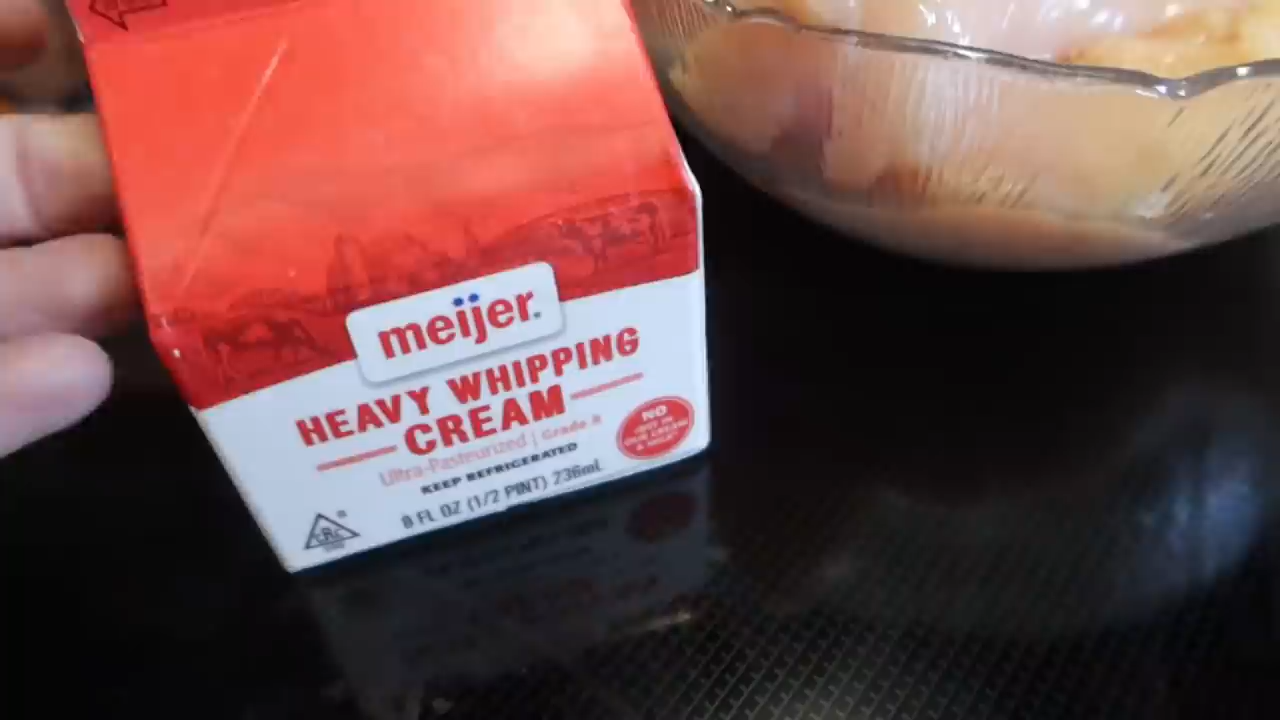 meijer.
HEAVY WHIPPING
CREAM
Ultra-Pasteurized | Grade A
KEEP REFRIGERATED
8 FL OZ (1/2 PINT) 236mL
NO